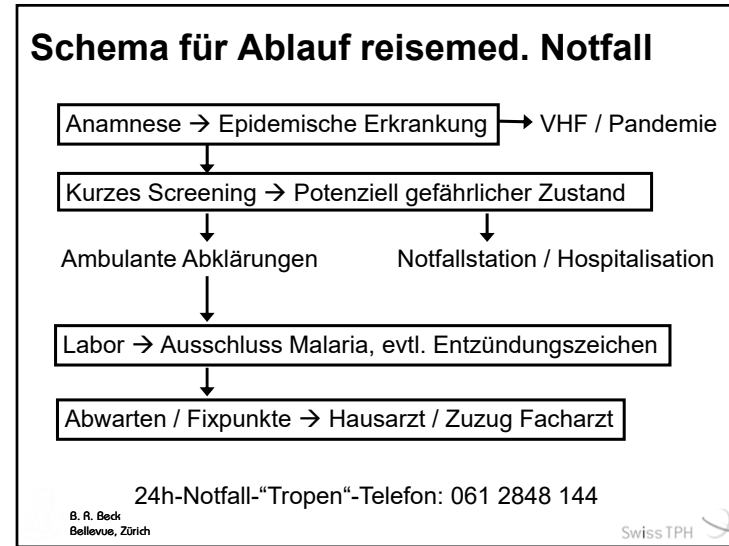 Schema für Ablauf reisemed. Notfall
Anamnese → Epidemische Erkrankung
VHF / Pandemie
Kurzes Screening → Potenziell gefährlicher Zustand
Ambulante Abklärungen
Notfallstation / Hospitalisation
Labor → Ausschluss Malaria, evtl. Entzündungszeichen
Abwarten / Fixpunkte → Hausarzt / Zuzug Facharzt
24h-Notfall-“Tropen“-Telefon: 061 2848 144
B. R. Beck
Bellevue, Zürich
Swiss TPH